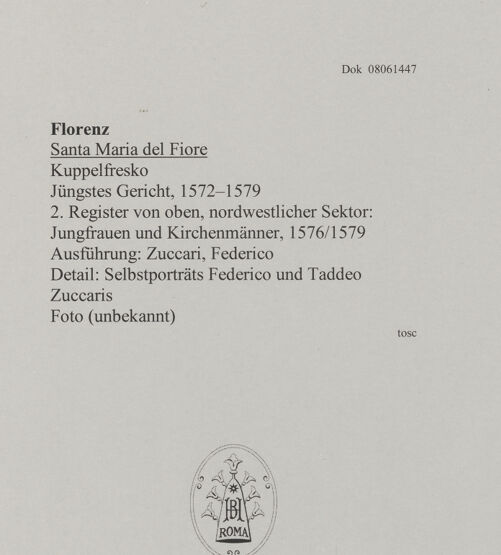 Dok 08061447
Florenz
Santa Maria del Fiore
Kuppelfresko
Jüngstes Gericht, 1572–1579
2. Register von oben, nordwestlicher Sektor:
Jungfrauen und Kirchenmänner, 1576/1579
Ausführung: Zuccari, Federico
Detail: Selbstporträts Federico und Taddeo
Zuccaris
Foto (unbekannt)
tosc
BH
ROMA